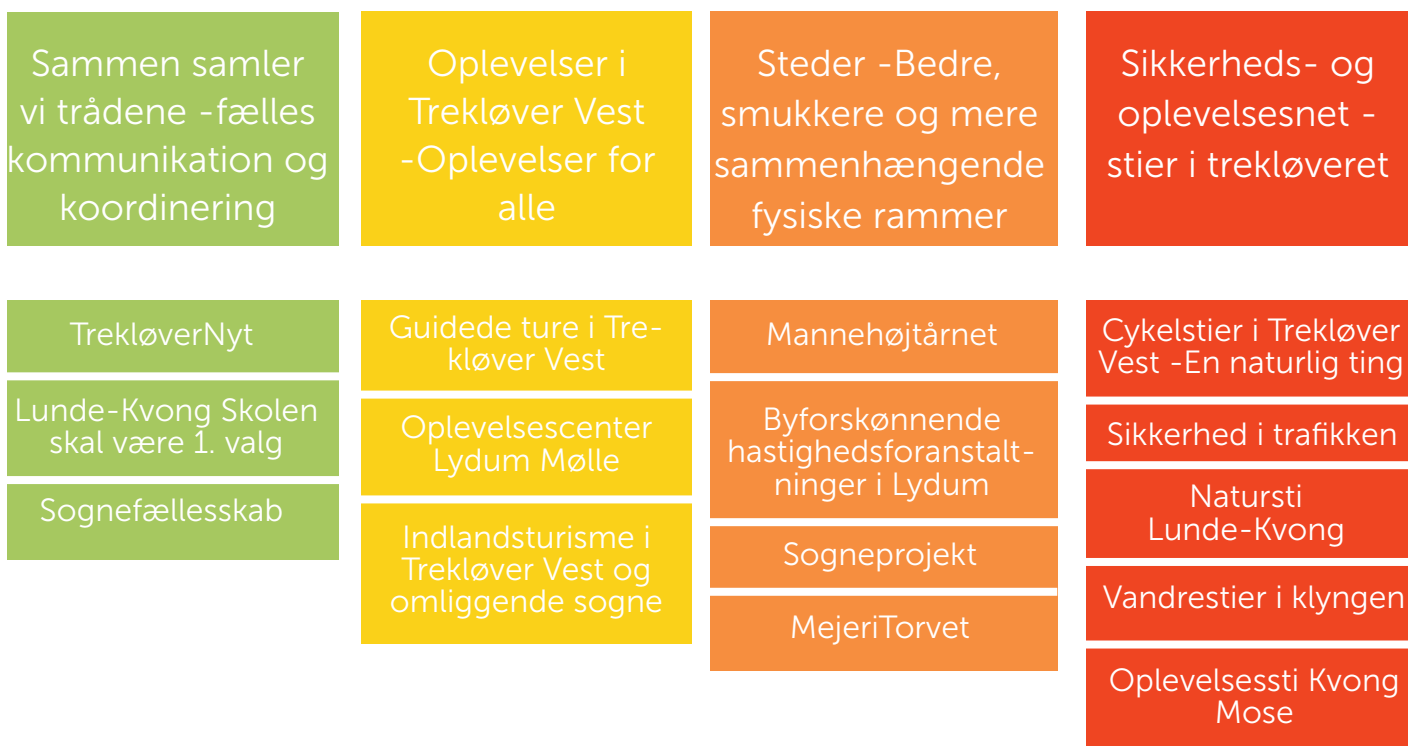 Sammen samler
vi trådene -fælles
kommunikation og
koordinering
Oplevelser i
Trekløver Vest
-Oplevelser for
alle
Steder -Bedre,
smukkere og mere
sammenhængende
fysiske rammer
Sikkerheds- og
oplevelsesnet -
stier i trekløveret
TrekløverNyt
Lunde-Kvong Skolen
skal være 1. valg
Sognefællesskab
Guidede ture i Tre-
kløver Vest
Oplevelsescenter
Lydum Mølle
Indlandsturisme i
Trekløver Vest og
omliggende sogne
Mannehøjtårnet
Byforskønnende
hastighedsforanstalt-
ninger i Lydum
Sogneprojekt
MejeriTorvet
Cykelstier i Trekløver
Vest -En naturlig ting
Sikkerhed i trafikken
Natursti
Lunde-Kvong
Vandrestier i klyngen
Oplevelsessti Kvong
Mose